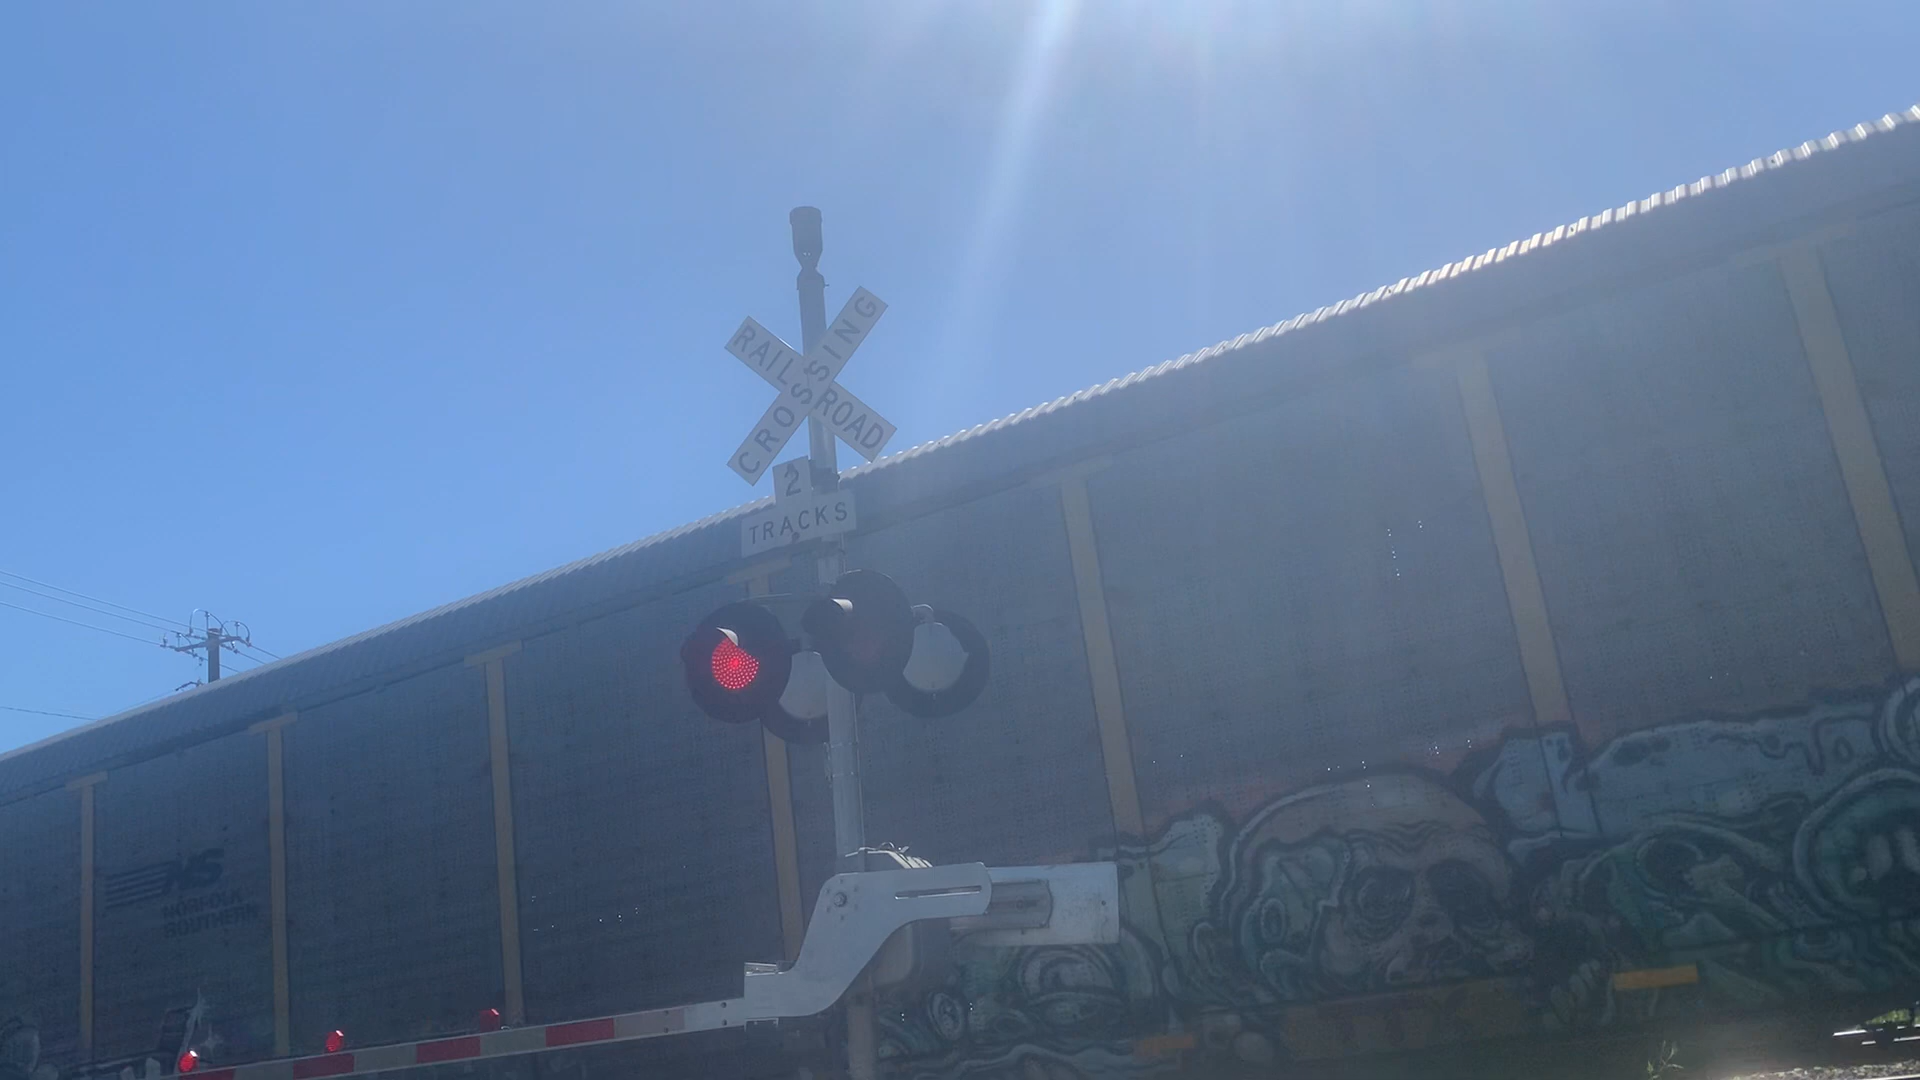 RAILROAD
CROSSING
2
TRACKS
NS
NORFOLK
SOUTHERN